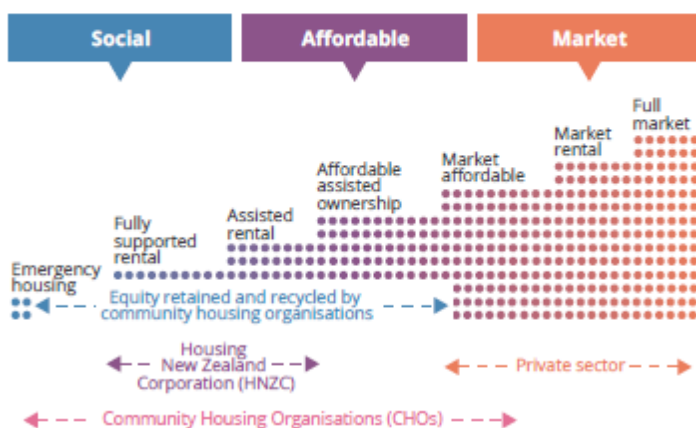 Social
Affordable
Market
Full
market
Market
rental
Market
affordable
Affordable
assisted
ownership
Assisted
rental
Fully
supported
rental
Emergency
housing
Equity retained and recycled by
community housing organisations
Housing
New Zealand
Corporation (HNZC)
Private sector
Community Housing Organisations (CHOs)